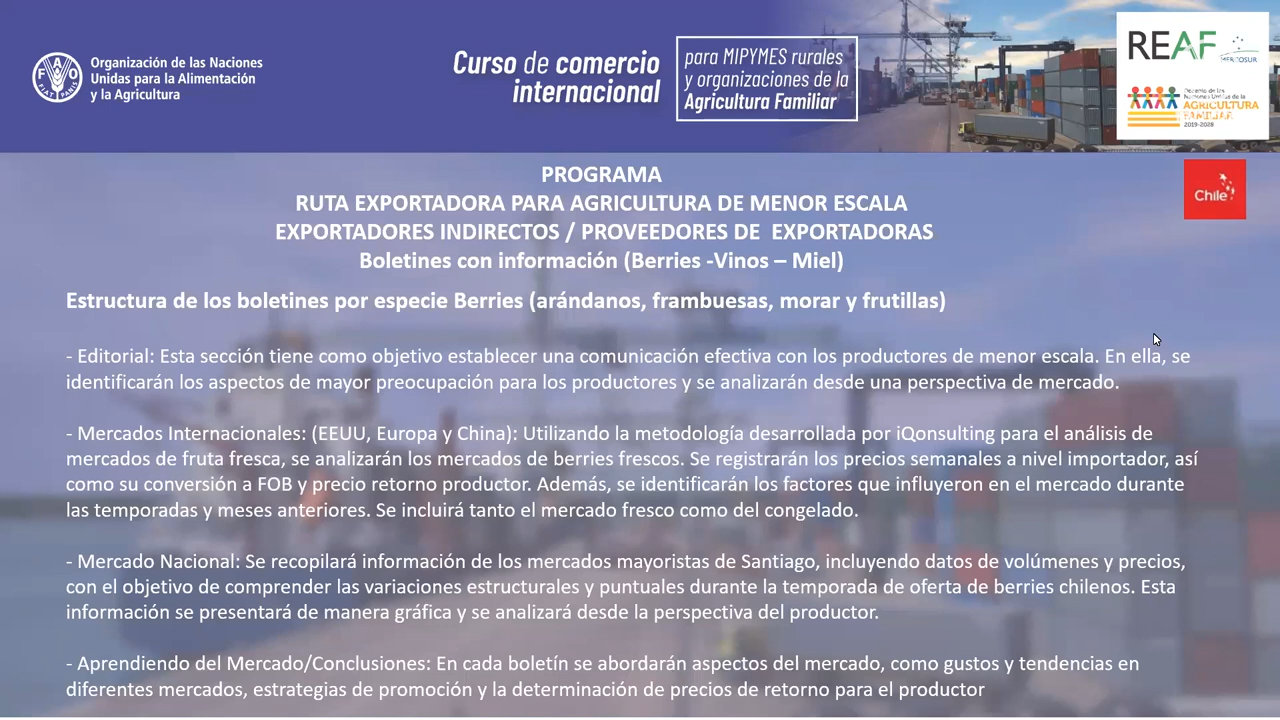 FAO
FIAT PANIS
Organización de las Naciones
Unidas para la Alimentación
y la Agricultura
Curso de comercio
internacional
para MIPYMES rurales
y organizaciones de la
Agricultura Familiar
REAF
MERCOSUR
Decenio de las
Naciones Unidas de la
AGRICULTURA
FAMILIAR
2019-2028
Chile
PROGRAMA
RUTA EXPORTADORA PARA AGRICULTURA DE MENOR ESCALA
EXPORTADORES INDIRECTOS / PROVEEDORES DE EXPORTADORAS
Boletines con información (Berries -Vinos – Miel)
Estructura de los boletines por especie Berries (arándanos, frambuesas, morar y frutillas)
- Editorial: Esta sección tiene como objetivo establecer una comunicación efectiva con los productores de menor escala. En ella, se
identificarán los aspectos de mayor preocupación para los productores y se analizarán desde una perspectiva de mercado.
- Mercados Internacionales: (EEUU, Europa y China): Utilizando la metodología desarrollada por iQonsulting para el análisis de
mercados de fruta fresca, se analizarán los mercados de berries frescos. Se registrarán los precios semanales a nivel importador, así
como su conversión a FOB y precio retorno productor. Además, se identificarán los factores que influyeron en el mercado durante
las temporadas y meses anteriores. Se incluirá tanto el mercado fresco como del congelado.
- Mercado Nacional: Se recopilará información de los mercados mayoristas de Santiago, incluyendo datos de volúmenes y precios,
con el objetivo de comprender las variaciones estructurales y puntuales durante la temporada de oferta de berries chilenos. Esta
información se presentará de manera gráfica y se analizará desde la perspectiva del productor.
- Aprendiendo del Mercado/Conclusiones: En cada boletín se abordarán aspectos del mercado, como gustos y tendencias en
diferentes mercados, estrategias de promoción y la determinación de precios de retorno para el productor